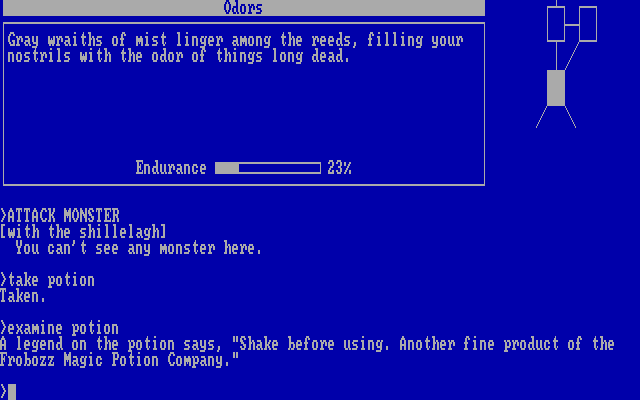 Odors
Gray wraiths of mist linger among the reeds, filling your
nostrils with the odor of things long dead.
Endurance 23%
>ATTACK MONSTER
[with the shillelagh]
You can't see any monster here.
>take potion
Taken.
>examine potion
A legend on the potion says, "Shake before using. Another fine product of the
Frobozz Magic Potion Company."
>